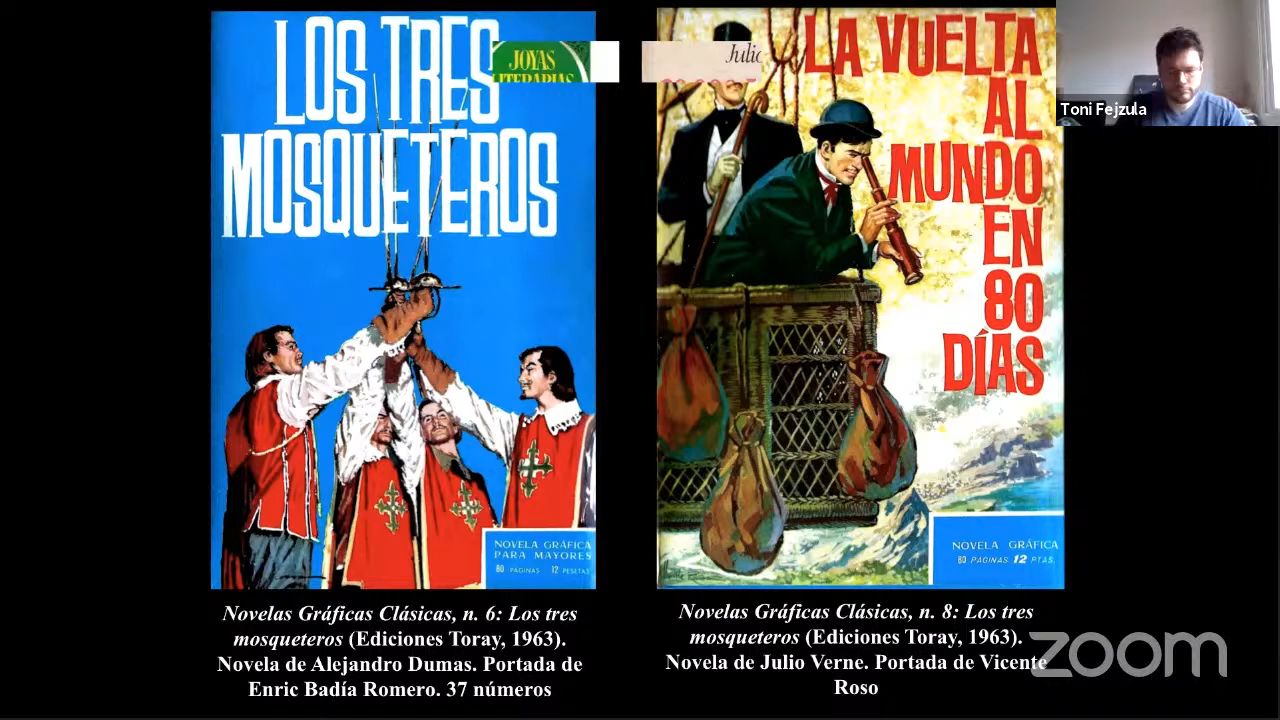 LOS TRES
MOSQUETEROS
JOYAS
LITERARIAS
NOVELA GRÁFICA
PARA MAYORES
80 PÁGINAS 12 PESETAS
Novelas Gráficas Clásicas, n. 6: Los tres
mosqueteros (Ediciones Toray, 1963).
Novela de Alejandro Dumas. Portada de
Enric Badía Romero. 37 números
Julio
LA VUELTA
AL
MUNDO
EN
80
DÍAS
NOVELA GRÁFICA
80 PÁGINAS 12 PTAS.
Novelas Gráficas Clásicas, n. 8: Los tres
mosqueteros (Ediciones Toray, 1963).
Novela de Julio Verne. Portada de Vicente
Roso
Toni Fejzula
zoom